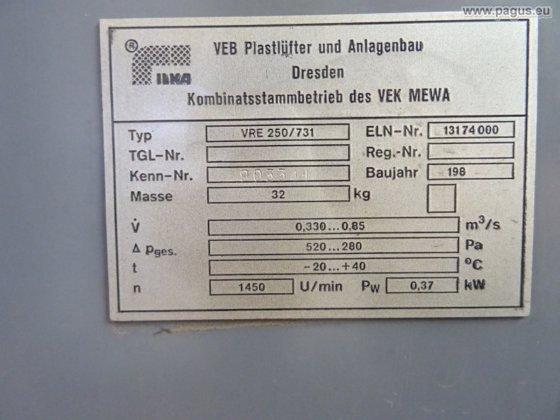 www.pagus.eu
® ILKA
VEB Plastlüfter und Anlagenbau
Dresden
Kombinatsstammbetrieb des VEK MEWA
Typ VRE 250/731 ELN-Nr. 13174000
TGL-Nr. Reg.-Nr.
Kenn-Nr. Baujahr 198
Masse 32 kg
V̇ 0,330...0,85 m³/s
Δ pges. 520...280 Pa
t -20...+40 °C
n 1450 U/min Pw 0,37 kW